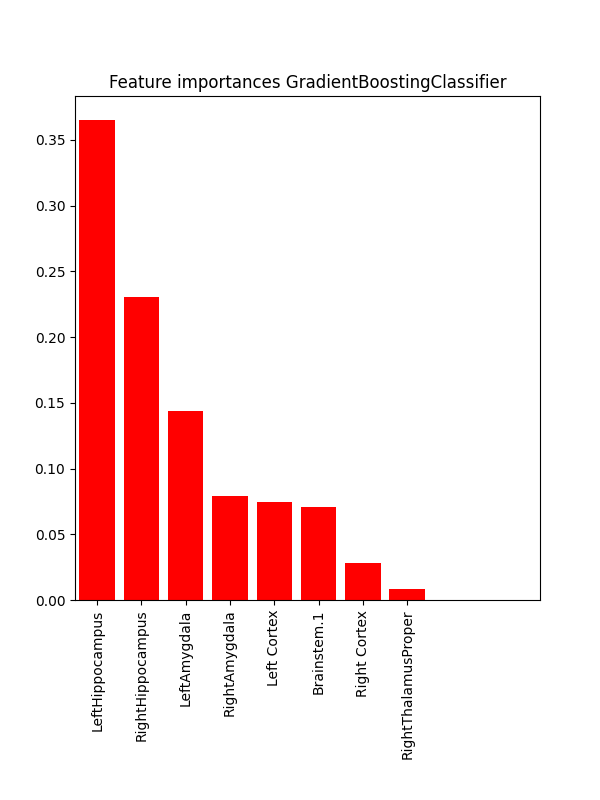 Feature importances GradientBoostingClassifier
0.35
0.30
0.25
0.20
0.15
0.10
0.05
0.00
LeftHippocampus
RightHippocampus
LeftAmygdala
RightAmygdala
Left Cortex
Brainstem.1
Right Cortex
RightThalamusProper